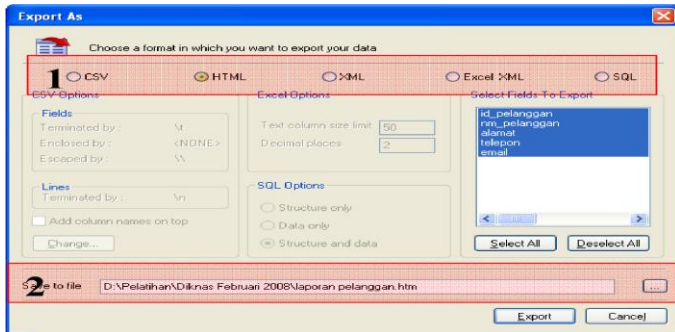 Export As
Choose a format in which you want to export your data
1 CSV HTML XML Excel XML SQL
CSV Options Excel Options Select Fields To Export
Fields
Terminated by : \t
Enclosed by : <NONE>
Escaped by : \\
Text column size limit 50
Decimal places 2
id_pelanggan
nm_pelanggan
alamat
telepon
email
Lines
Terminated by : \n
Add column names on top
Change...
SQL Options
Structure only
Data only
Structure and data
Select All Deselect All
2 Save to file D:\Pelatihan\Diknas Februari 2008\laporan pelanggan.htm ...
Export Cancel